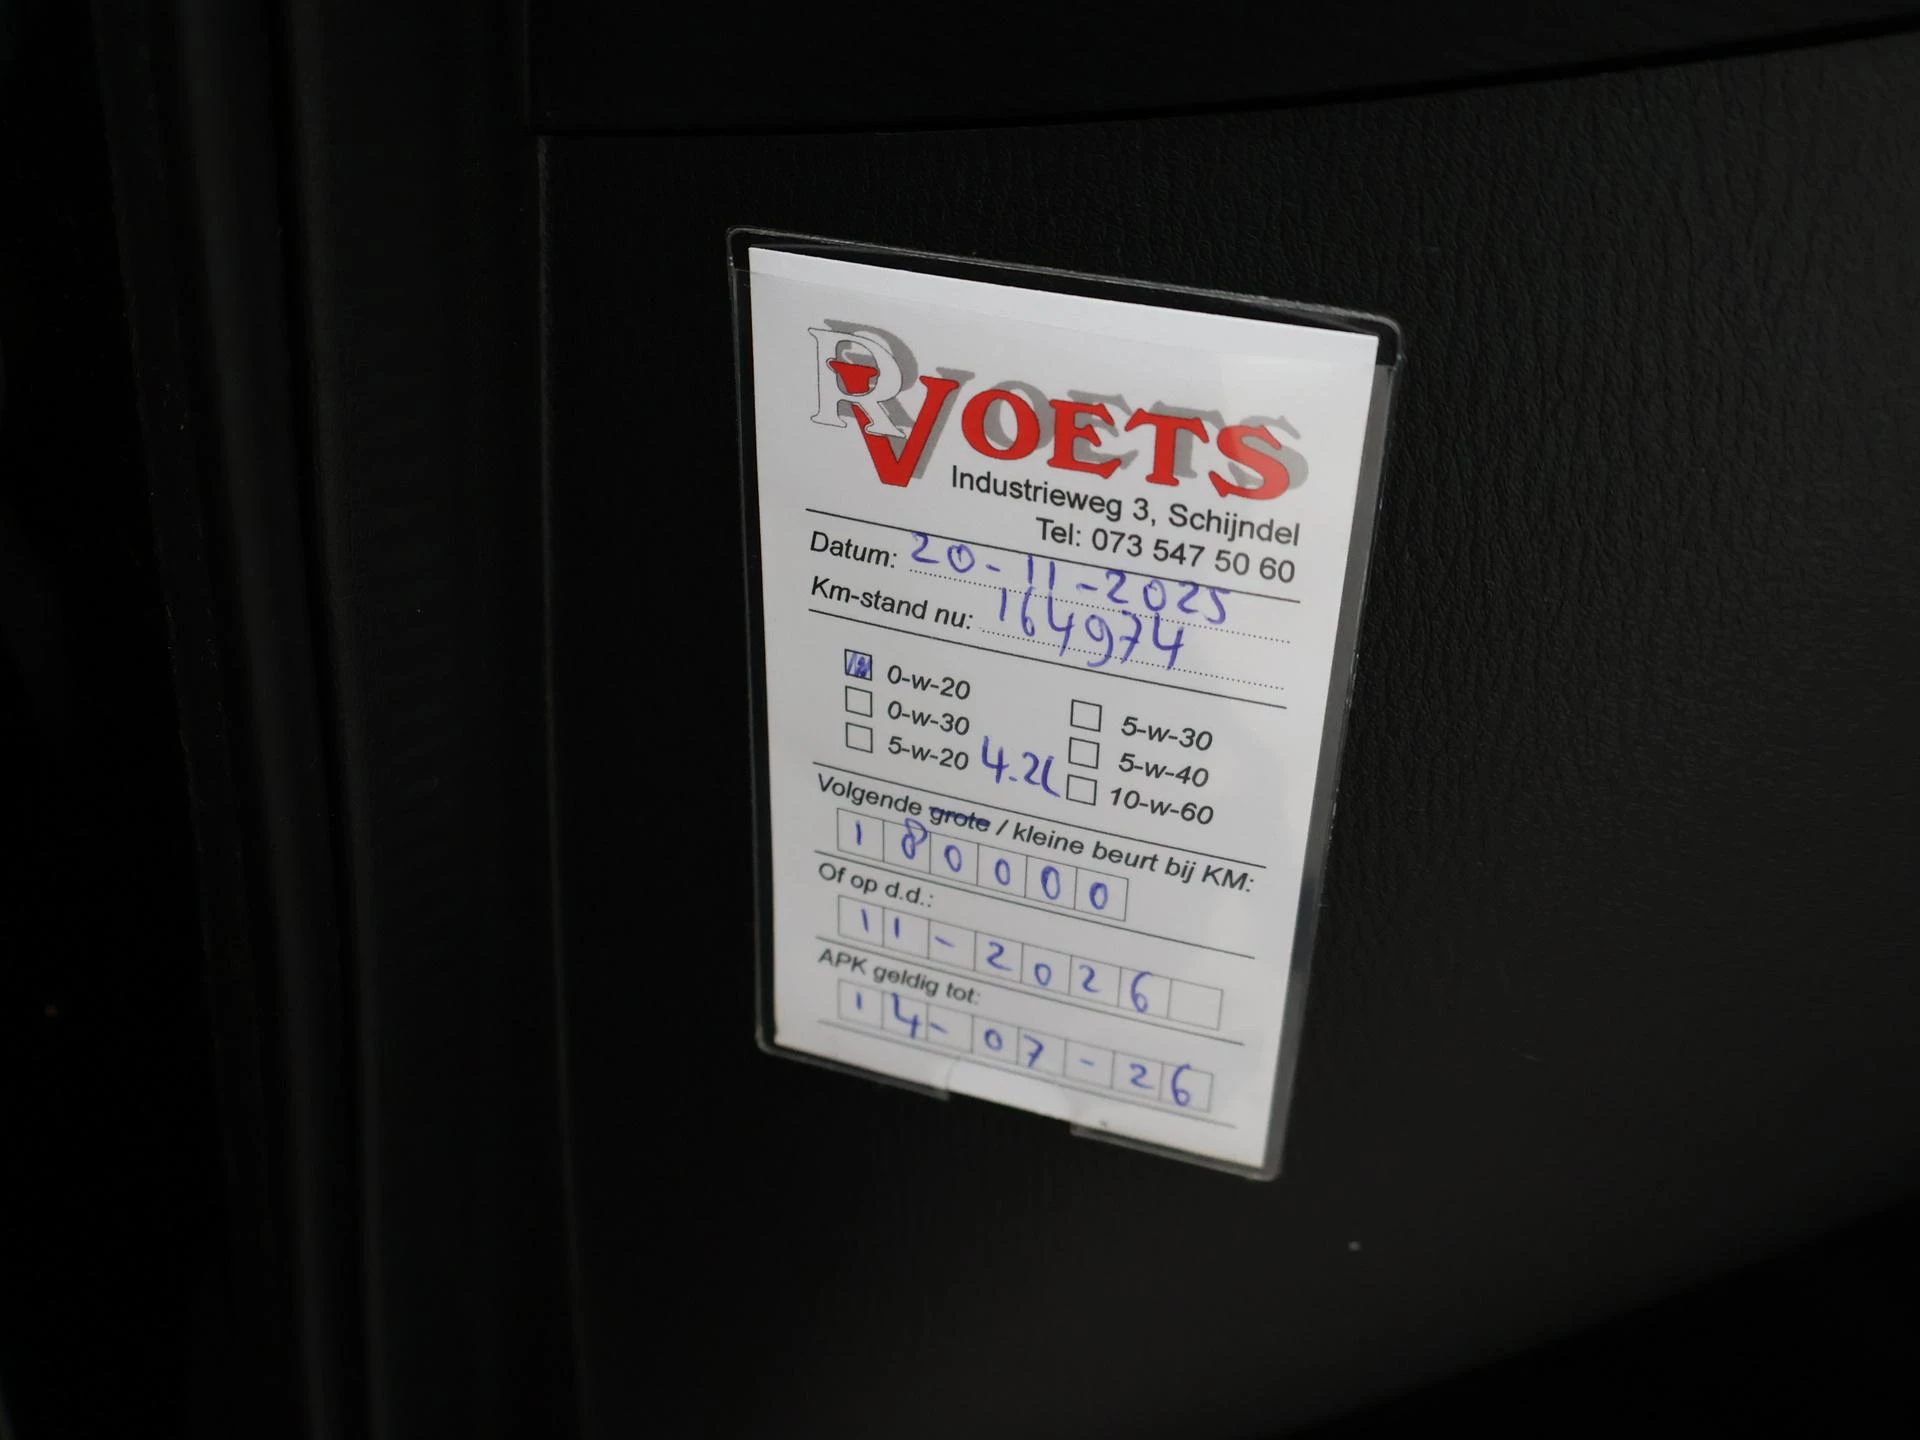 R VOETS
Industrieweg 3, Schijndel
Tel: 073 547 50 60
Datum: 20-11-2025
Km-stand nu: 164974
0-w-20
0-w-30
5-w-20 4.2L
5-w-30
5-w-40
10-w-60
Volgende grote / kleine beurt bij KM:
180000
Of op d.d.:
11-2026
APK geldig tot:
14-07-26